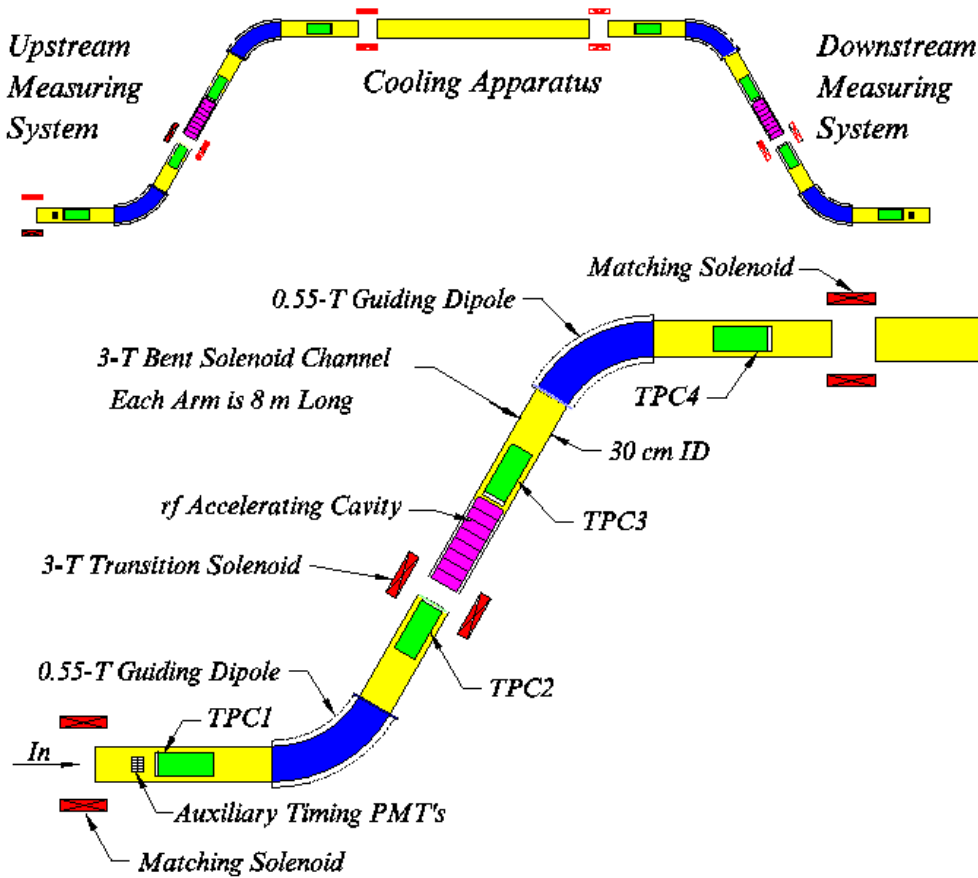 Upstream
Measuring
System
Cooling Apparatus
Downstream
Measuring
System
Matching Solenoid
0.55-T Guiding Dipole
3-T Bent Solenoid Channel
Each Arm is 8 m Long
TPC4
30 cm ID
rf Accelerating Cavity
TPC3
3-T Transition Solenoid
0.55-T Guiding Dipole
TPC2
TPC1
In
Auxiliary Timing PMT's
Matching Solenoid